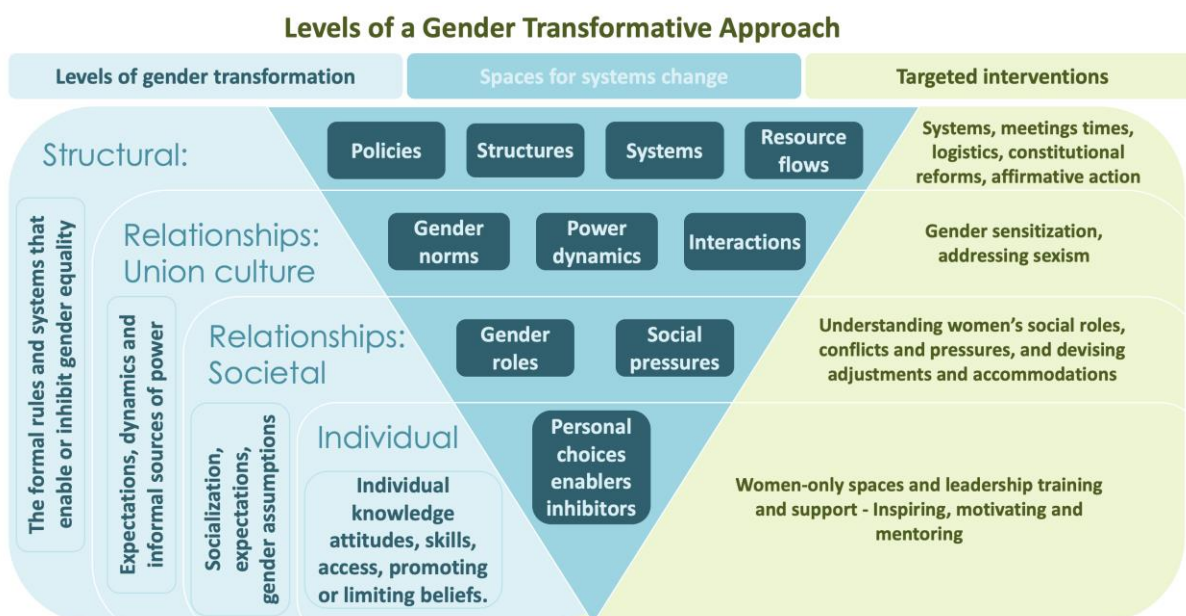 Levels of a Gender Transformative Approach
Levels of gender transformation
Spaces for systems change
Targeted interventions
Structural:
The formal rules and systems that
enable or inhibit gender equality
Policies
Structures
Systems
Resource
flows
Systems, meetings times,
logistics, constitutional
reforms, affirmative action
Relationships:
Union culture
Expectations, dynamics and
informal sources of power
Gender
norms
Power
dynamics
Interactions
Gender sensitization,
addressing sexism
Relationships:
Societal
Socialization,
expectations,
gender assumptions
Gender
roles
Social
pressures
Understanding women’s social roles,
conflicts and pressures, and devising
adjustments and accommodations
Individual
Individual
knowledge
attitudes, skills,
access, promoting
or limiting beliefs.
Personal
choices
enablers
inhibitors
Women-only spaces and leadership training
and support - Inspiring, motivating and
mentoring